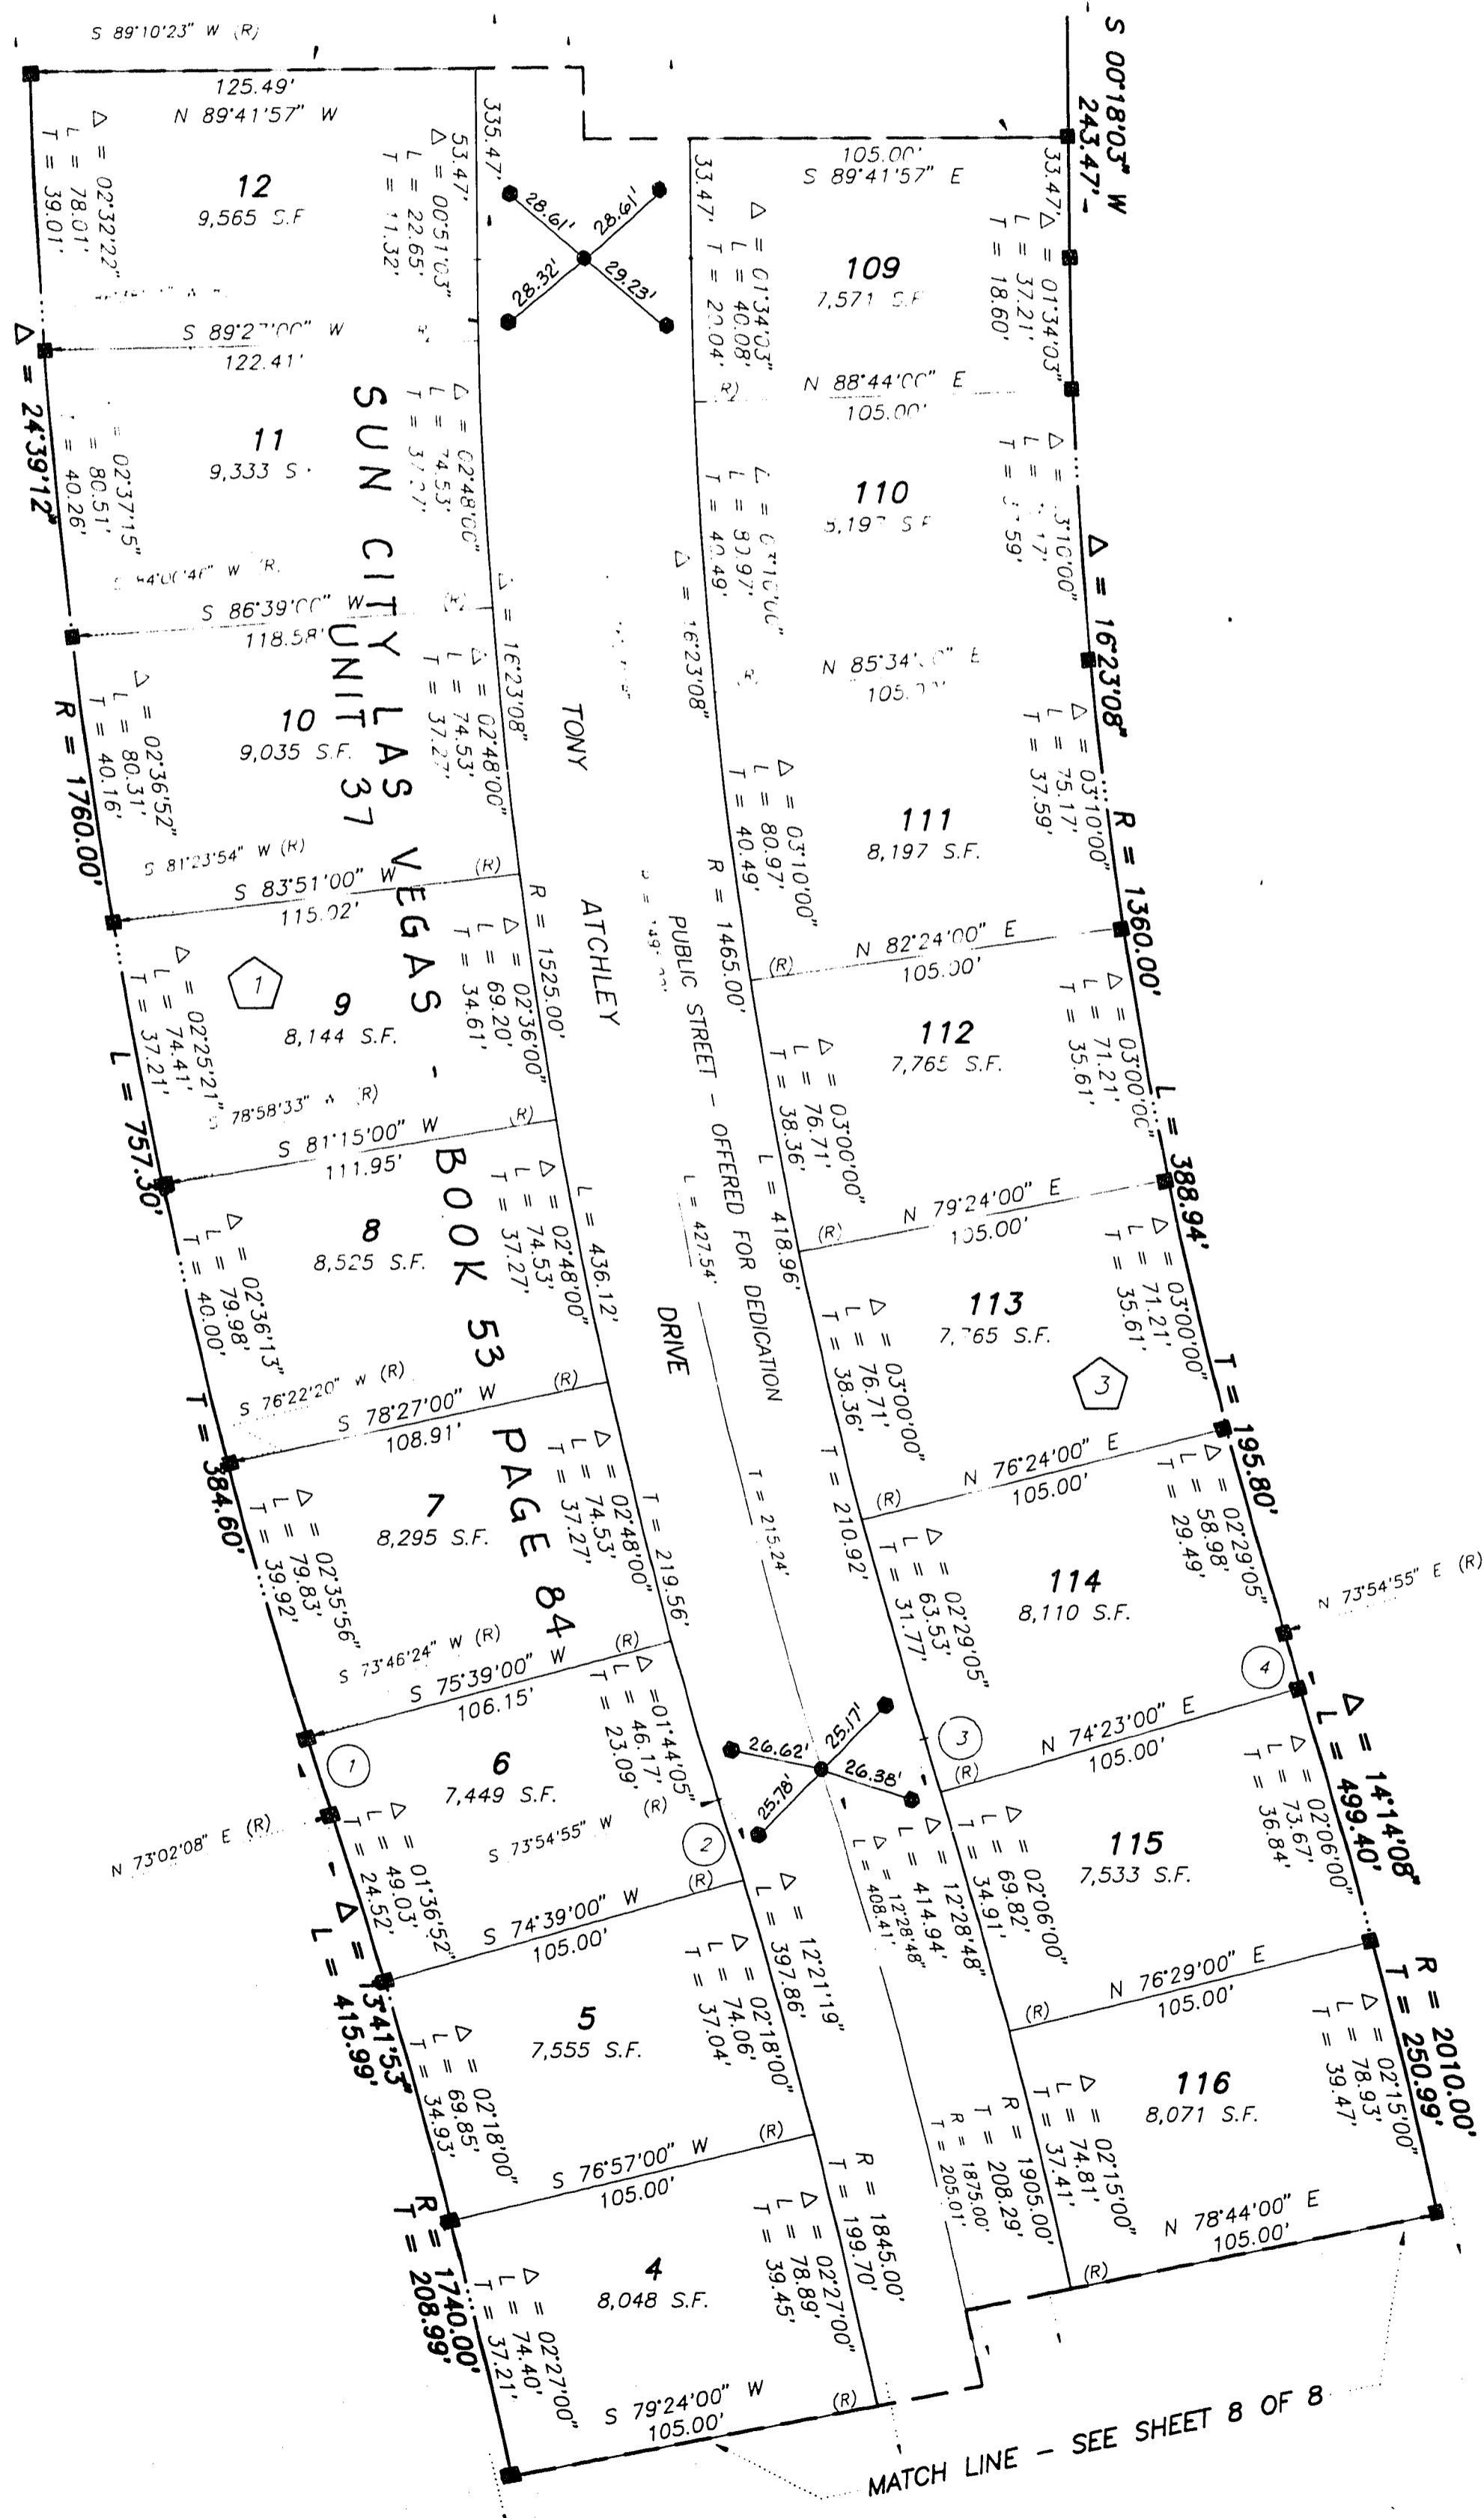 S 89°10'23" W (R)
S 00°18'03" W
243.47'
125.49'
N 89°41'57" W
12
9,565 S.F
Δ = 02°32'22"
L = 78.01'
T = 39.01'
335.47'
53.47'
Δ = 00°51'03"
L = 22.65'
T = 11.32'
28.61'
28.61'
28.32'
29.23'
105.00'
S 89°41'57" E
33.47'
33.47'
109
7,571 S.F
Δ = 01°34'03"
L = 40.08'
T = 20.04'
Δ = 01°34'03"
L = 37.21'
T = 18.60'
S 89°27'00" W
122.41'
N 88°44'00" E
105.00'
(R)
Δ = 24°39'12"
R = 1760.00'
L = 757.30'
T = 384.60'
11
9,333 S
= 02°37'15"
= 80.51'
= 40.26'
Δ = 02°48'00"
L = 74.53'
T = 37.27'
110
Δ = 03°10'00"
L = 80.97'
T = 40.49'
3°10'00"
SUN CITY LAS VEGAS - BOOK 53 PAGE 84
UNIT 37
S 86°39'00" W
118.58'
(R)
Δ = 16°23'08"
R = 1525.00'
L = 436.12'
T = 219.56'
Δ = 16°23'08"
R = 1465.00'
L = 418.96'
T = 210.92'
Δ = 16°23'08"
R = 1360.00'
L = 388.94'
T = 195.80'
N 85°34' E
105.
10
9,035 S.F.
Δ = 02°36'52"
L = 80.31'
T = 40.16'
Δ = 02°48'00"
L = 74.53'
T = 37.27'
TONY
ATCHLEY
DRIVE
PUBLIC STREET - OFFERED FOR DEDICATION
L = 427.54'
T = 215.24'
111
8,197 S.F.
Δ = 03°10'00"
L = 80.97'
T = 40.49'
Δ = 03°10'00"
L = 75.17'
T = 37.59'
S 81°23'54" W (R)
S 83°51'00" W
(R)
115.02'
N 82°24'00" E
105.00'
(R)
1
9
8,144 S.F.
Δ = 02°25'21"
L = 74.41'
T = 37.21'
Δ = 02°36'00"
L = 69.20'
T = 34.61'
112
7,765 S.F.
Δ = 03°00'00"
L = 76.71'
T = 38.36'
Δ = 03°00'00"
L = 71.21'
T = 35.61'
78°58'33" W (R)
S 81°15'00" W
(R)
111.95'
N 79°24'00" E
105.00'
(R)
8
8,525 S.F.
Δ = 02°36'13"
L = 79.98'
T = 40.00'
Δ = 02°48'00"
L = 74.53'
T = 37.27'
113
7,765 S.F.
3
Δ = 03°00'00"
L = 76.71'
T = 38.36'
Δ = 03°00'00"
L = 71.21'
T = 35.61'
S 76°22'20" W (R)
S 78°27'00" W
(R)
108.91'
N 76°24'00" E
105.00'
(R)
7
8,295 S.F.
Δ = 02°35'56"
L = 79.83'
T = 39.92'
Δ = 02°48'00"
L = 74.53'
T = 37.27'
114
8,110 S.F.
Δ = 02°29'05"
L = 63.53'
T = 31.77'
Δ = 02°29'05"
L = 58.98'
T = 29.49'
N 73°54'55" E (R)
S 73°46'24" W (R)
S 75°39'00" W
(R)
106.15'
26.62'
25.17'
25.78'
26.38'
3
4
N 74°23'00" E
105.00'
(R)
1
6
7,449 S.F.
Δ =01°44'05"
L = 46.17'
T = 23.09'
(R)
S 73°54'55" W
2
N 73°02'08" E (R)
Δ = 01°36'52"
L = 49.03'
T = 24.52'
S 74°39'00" W
(R)
105.00'
Δ = 14°14'08"
L = 499.40'
R = 2010.00'
T = 250.99'
115
7,533 S.F.
Δ = 02°06'00"
L = 69.82'
T = 34.91'
Δ = 02°06'00"
L = 73.67'
T = 36.84'
Δ = 12°28'48"
L = 414.94'
R = 1905.00'
T = 208.29'
Δ = 12°28'48"
L = 408.41'
R = 1875.00'
T = 205.01'
Δ = 12°21'19"
L = 397.86'
R = 1845.00'
T = 199.70'
Δ = 13°41'53"
L = 415.99'
R = 1740.00'
T = 208.99'
5
7,555 S.F.
Δ = 02°18'00"
L = 69.85'
T = 34.93'
Δ = 02°18'00"
L = 74.06'
T = 37.04'
N 76°29'00" E
105.00'
(R)
S 76°57'00" W
(R)
105.00'
116
8,071 S.F.
Δ = 02°15'00"
L = 74.81'
T = 37.41'
Δ = 02°15'00"
L = 78.93'
T = 39.47'
N 78°44'00" E
105.00'
(R)
4
8,048 S.F.
Δ = 02°27'00"
L = 74.40'
T = 37.21'
Δ = 02°27'00"
L = 78.89'
T = 39.45'
S 79°24'00" W
(R)
105.00'
MATCH LINE - SEE SHEET 8 OF 8